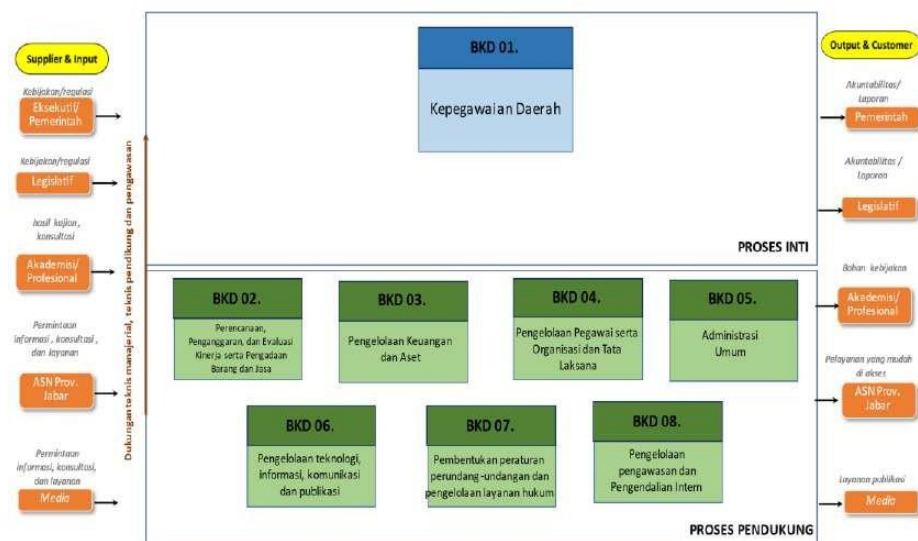 Supplier & Input
Kebijakan/regulasi
Eksekutif/
Pemerintah
Kebijakan/regulasi
Legislatif
hasil kajian ,
konsultasi
Akademisi/
Profesional
Permintaan
informasi , konsultasi ,
dan layanan
ASN Prov.
Jabar
Permintaan
informasi, konsultasi,
dan layanan
Media
Dukungan teknis manajerial, teknis pendikung dan pengawasan
BKD 01.
Kepegawaian Daerah
PROSES INTI
BKD 02.
Perencanaan,
Penganggaran, dan Evaluasi
Kinerja serta Pengadaan
Barang dan Jasa
BKD 03.
Pengelolaan Keuangan
dan Aset
BKD 04.
Pengelolaan Pegawai serta
Organisasi dan Tata
Laksana
BKD 05.
Administrasi
Umum
BKD 06.
Pengelolaan teknologi,
informasi, komunikasi
dan publikasi
BKD 07.
Pembentukan peraturan
perundang-undangan dan
pengelolaan layanan hukum
BKD 08.
Pengelolaan
pengawasan dan
Pengendalian Intern
PROSES PENDUKUNG
Output & Customer
Akuntabilitas/
Laporan
Pemerintah
Akuntabilitas /
Laporan
Legislatif
Bahan kebijakan
Akademisi/
Profesional
Pelayanan yang mudah
di akses
ASN Prov.
Jabar
Layanan publikasi
Media